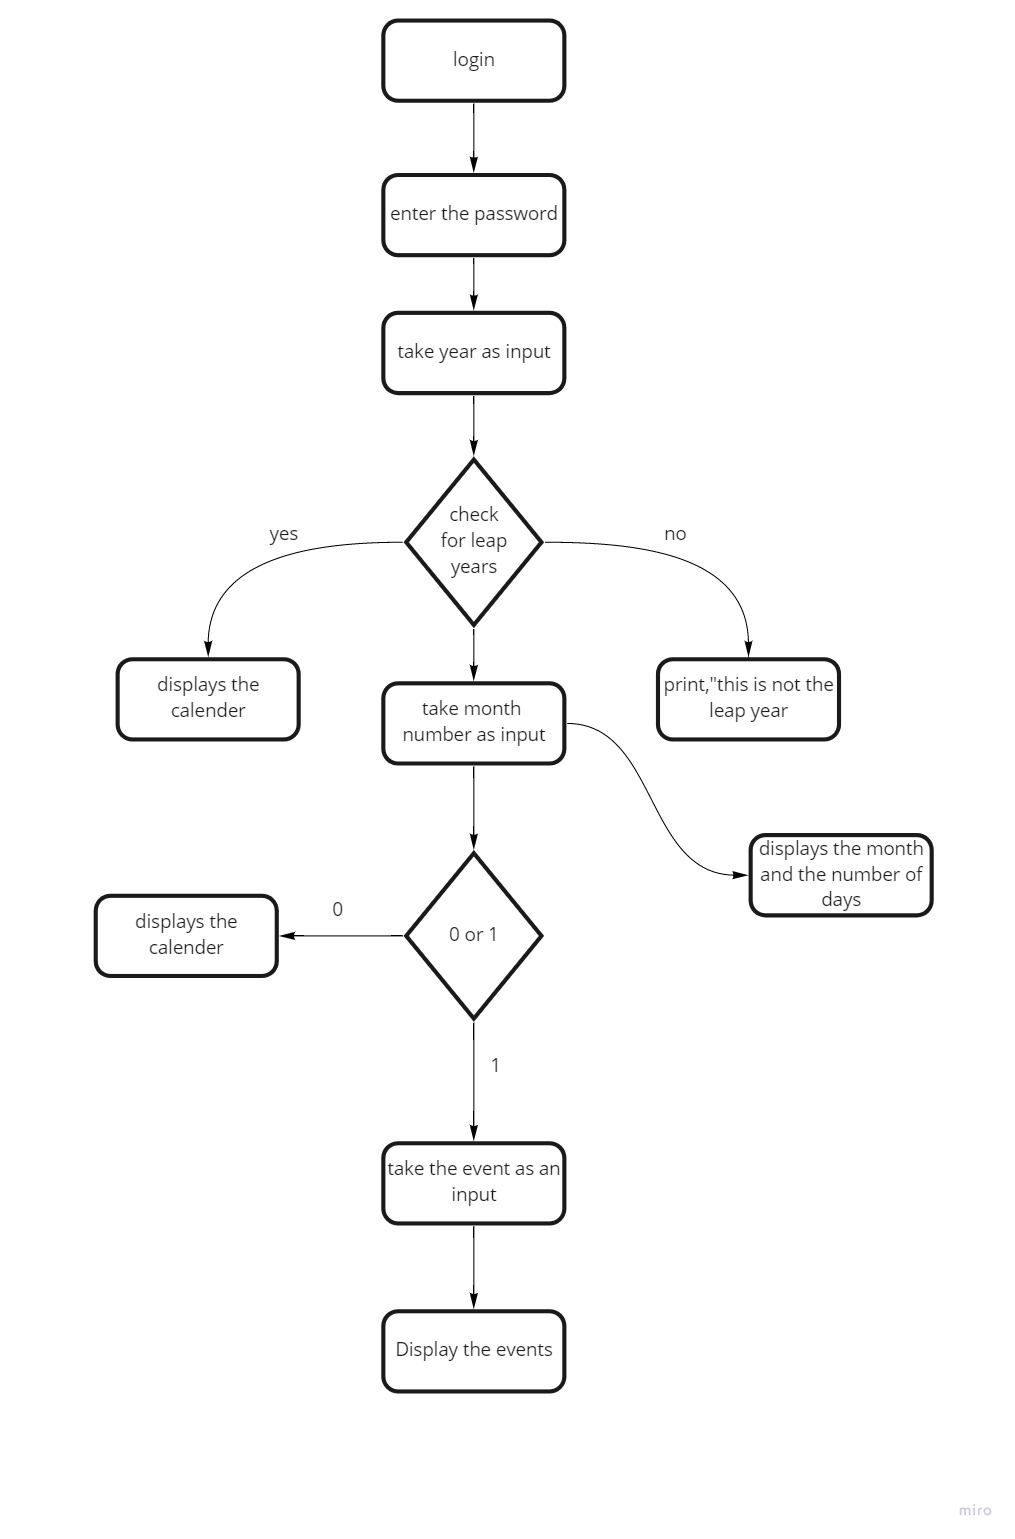 login
enter the password
take year as input
check
for leap
years
yes
no
displays the
calender
print,"this is not the
leap year
take month
number as input
displays the month
and the number of
days
displays the
calender
0
0 or 1
1
take the event as an
input
Display the events
miro